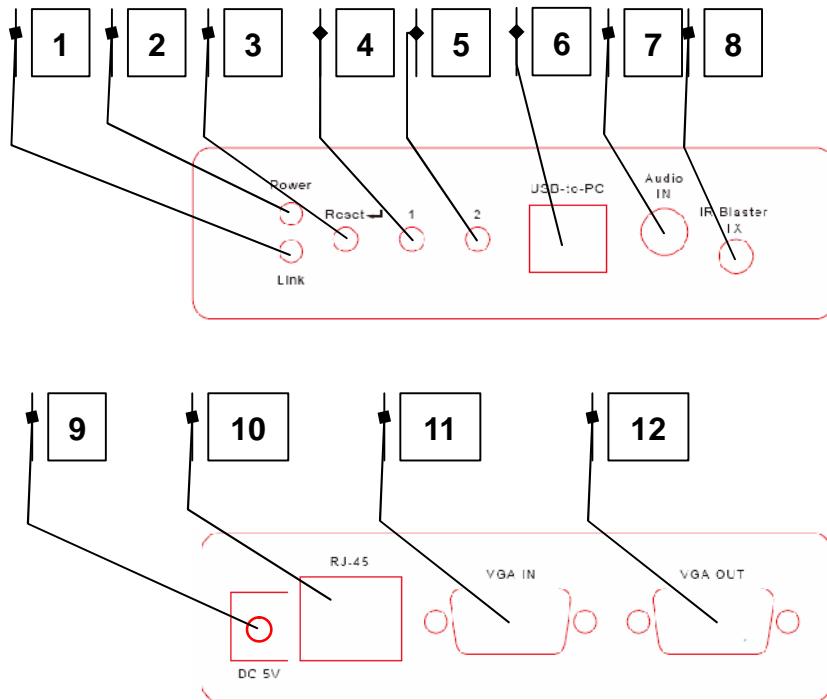 1 2 3 4 5 6 7 8
Power
Reset
1
2
USB-to-PC
Audio
IN
IR Blaster
TX
Link
9 10 11 12
RJ-45
VGA IN
VGA OUT
DC 5V